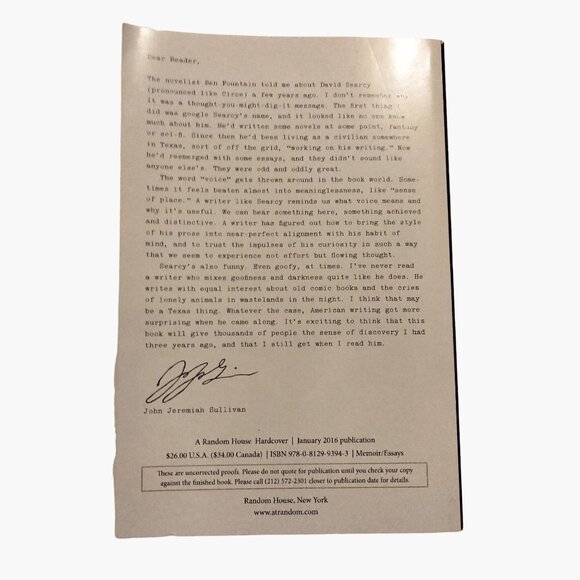 Dear Reader,
The novelist Ben Fountain told me about David Searcy
(pronounced like Circe) a few years ago. I don't remember why
It was a thought-you-might-dig-it message. The first thing I
did was google Searcy's name, and it looked like no one knew
much about him. He'd written some novels at some point, fantasy
or sci-fi. Since then he'd been living as a civilian somewhere
in Texas, sort of off the grid, "working on his writing." Now
he'd reemerged with some essays, and they didn't sound like
anyone else's. They were odd and oddly great.
The word "voice" gets thrown around in the book world. Some-
times it feels beaten almost into meaninglessness, like "sense
of place." A writer like Searcy reminds us what voice means and
why it's useful. We can hear something here, something achieved
and distinctive. A writer has figured out how to bring the style
of his prose into near-perfect alignment with his habit of
mind, and to trust the impulses of his curiosity in such a way
that we seem to experience not effort but flowing thought.
Searcy's also funny. Even goofy, at times. I've never read
a writer who mixes goofiness and darkness quite like he does. He
writes with equal interest about old comic books and the cries
of lonely animals in wastelands in the night. I think that may
be a Texas thing. Whatever the case, American writing got more
surprising when he came along. It's exciting to think that this
book will give thousands of people the sense of discovery I had
three years ago, and that I still get when I read him.
John Jeremiah Sullivan
A Random House Hardcover | January 2016 publication
$26.00 U.S.A. ($34.00 Canada) | ISBN 978-0-8129-9394-3 | Memoir/Essays
These are uncorrected proofs. Please do not quote for publication until you check your copy
against the finished book. Please call (212) 572-2301 closer to publication date for details.
Random House, New York
www.atrandom.com